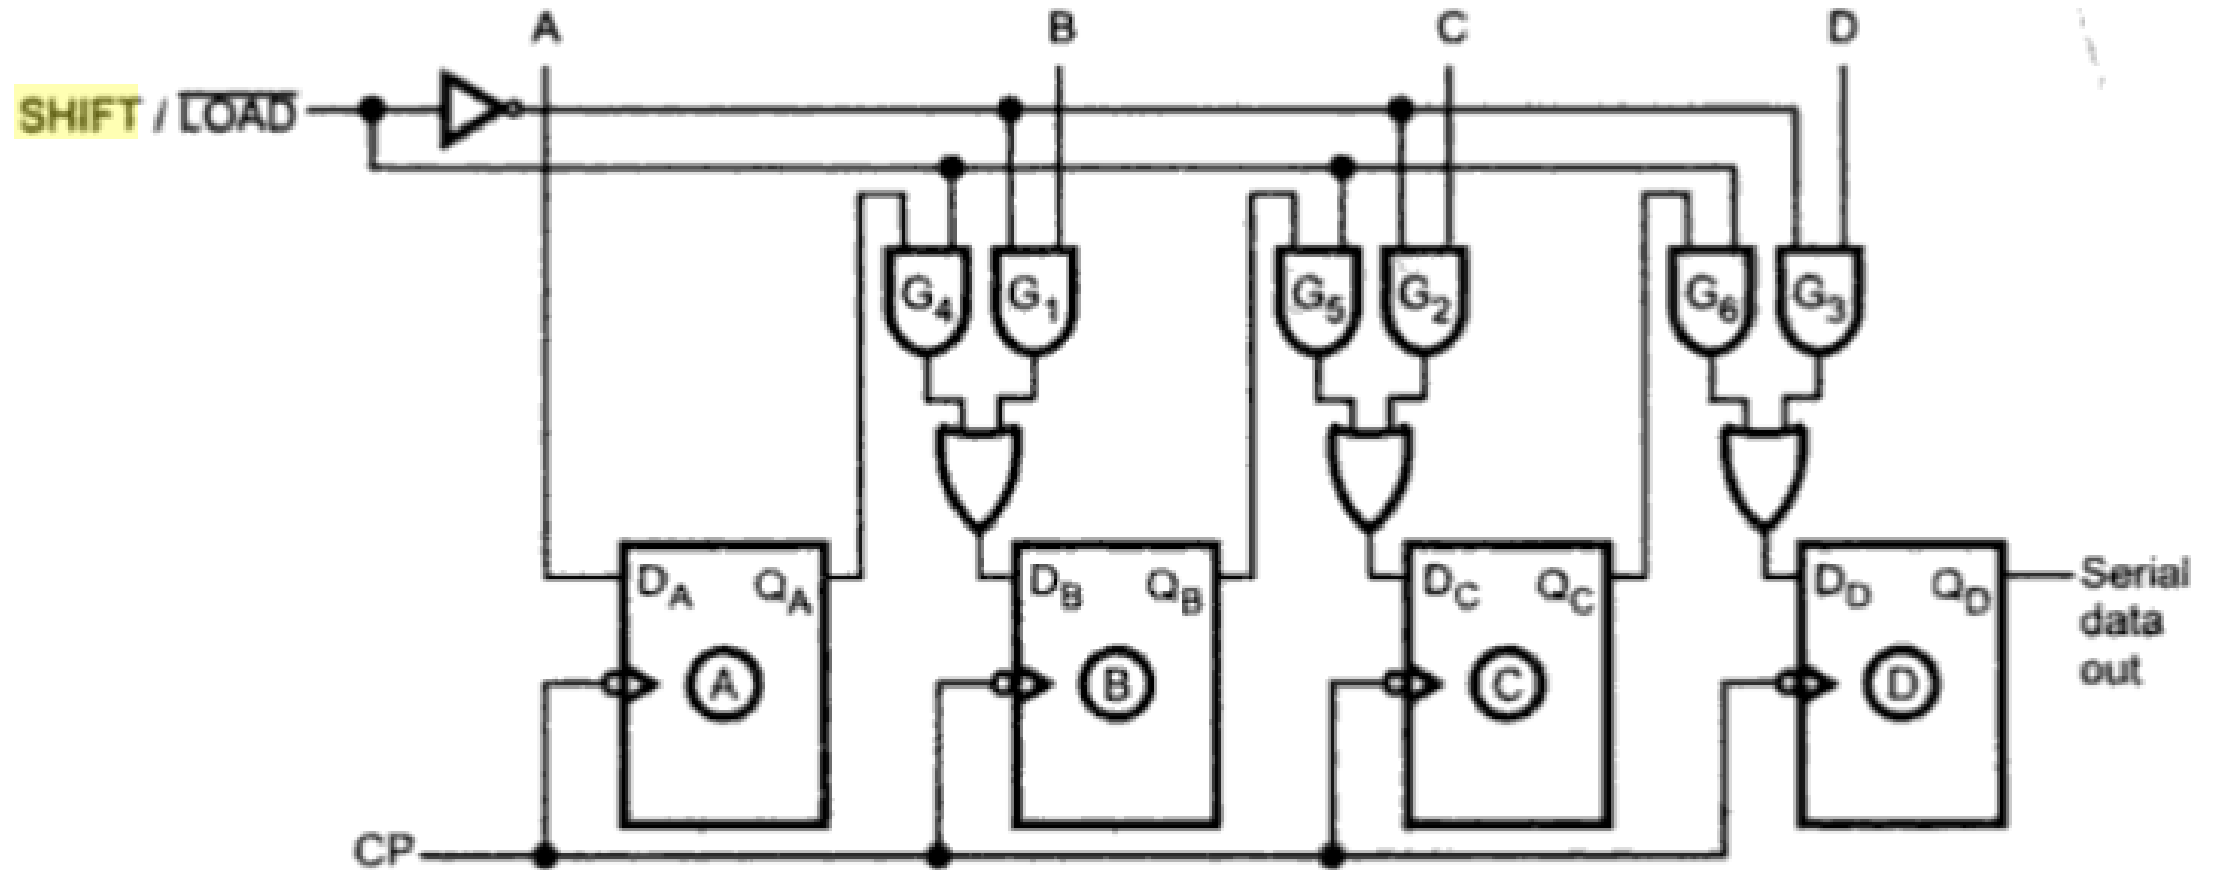 A B C D
SHIFT / LOAD
G4 G1 G5 G2 G6 G3
DA QA DB QB DC QC DD QD Serial
data
out
A B C D
CP